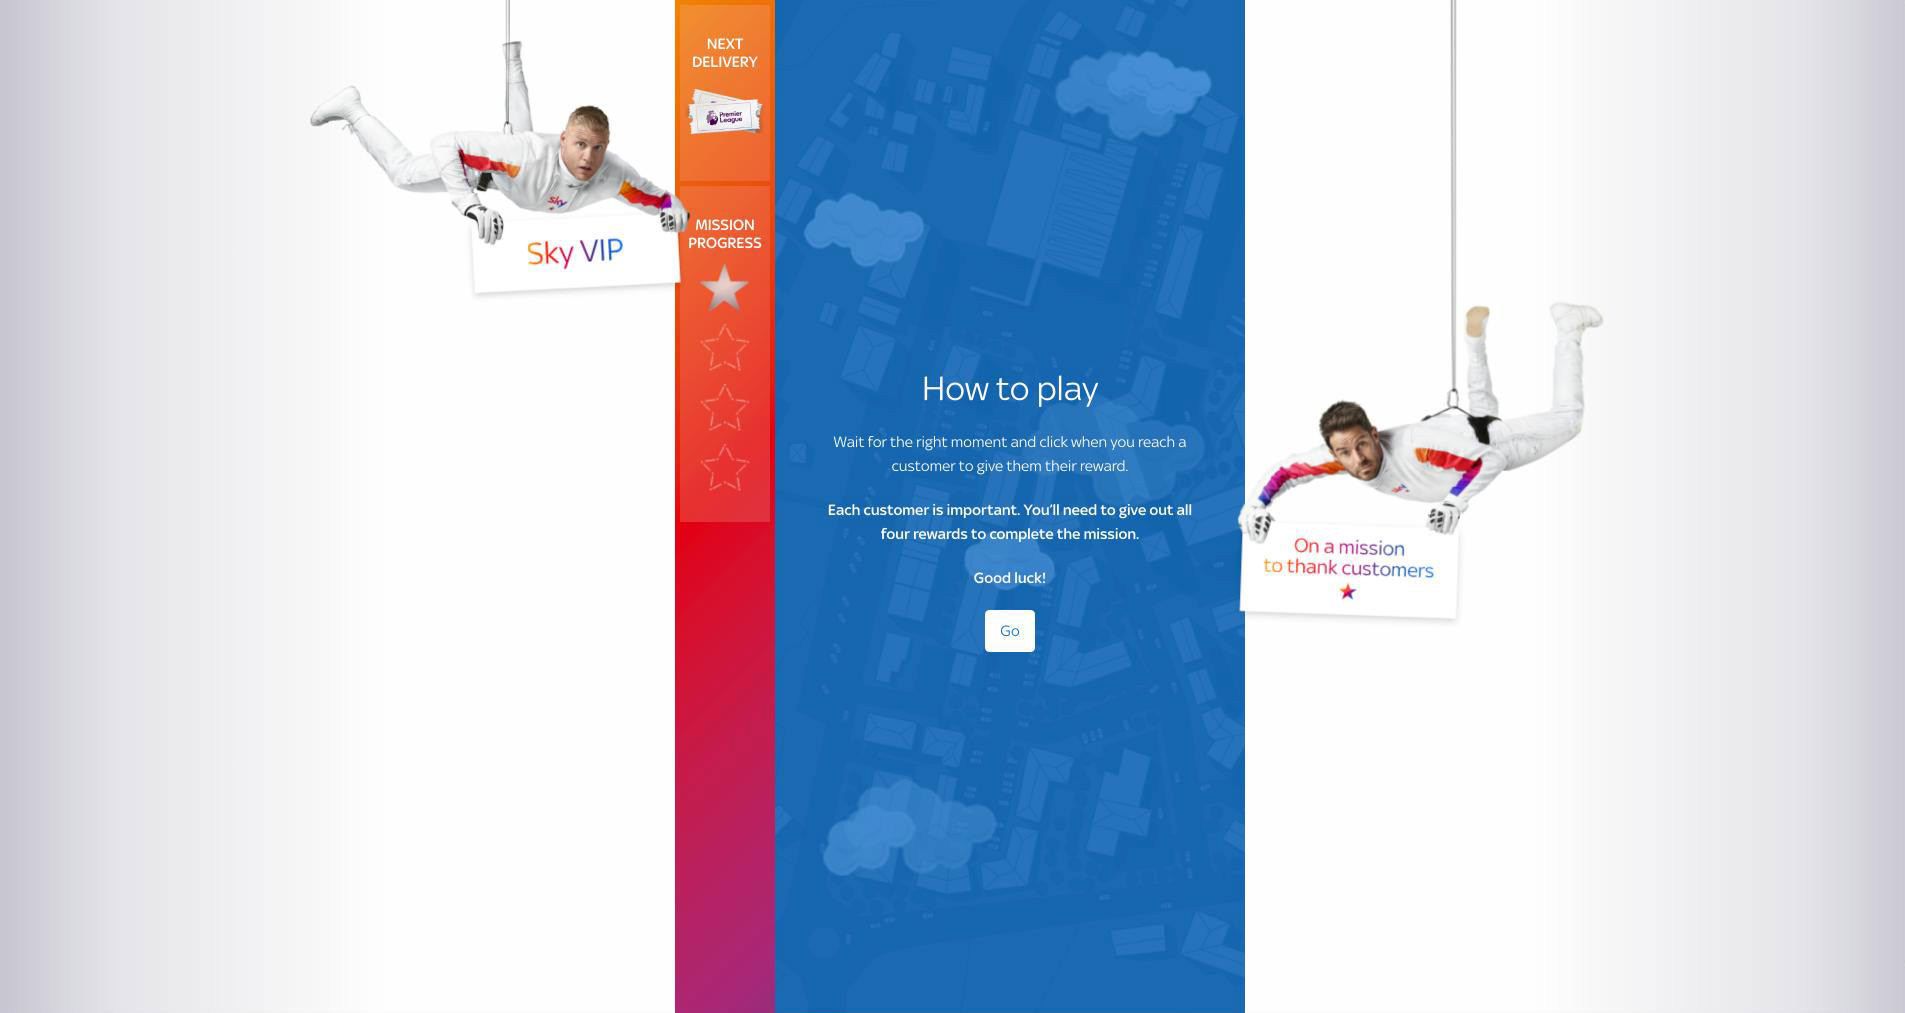 NEXT
DELIVERY
Premier
League
MISSION
PROGRESS
sky
Sky VIP
How to play
Wait for the right moment and click when you reach a
customer to give them their reward.
Each customer is important. You'll need to give out all
four rewards to complete the mission.
Good luck!
Go
On a mission
to thank customers